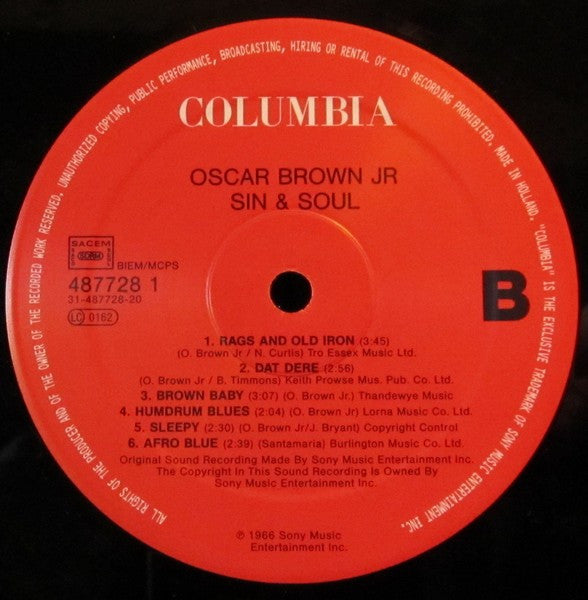 ALL RIGHTS OF THE PRODUCER AND OF THE OWNER OF THE RECORDED WORK RESERVED. UNAUTHORIZED COPYING, PUBLIC PERFORMANCE, BROADCASTING, HIRING OR RENTAL OF THIS RECORDING PROHIBITED. MADE IN HOLLAND. "COLUMBIA" IS THE EXCLUSIVE TRADEMARK OF SONY MUSIC ENTERTAINMENT INC.
COLUMBIA
OSCAR BROWN JR
SIN & SOUL
SACEM
SDRM
BIEM/MCPS
487728 1
31-487728-20
LC 0162
B
1. RAGS AND OLD IRON (3:45)
(O. Brown Jr / N. Curtis) Tro Essex Music Ltd.
2. DAT DERE (2:56)
(O. Brown Jr / B. Timmons) Keith Prowse Mus. Pub. Co. Ltd.
3. BROWN BABY (3:07) (O. Brown Jr.) Thandewye Music
4. HUMDRUM BLUES (2:04) (O. Brown Jr) Lorna Music Co. Ltd.
5. SLEEPY (2:30) (O. Brown Jr/J. Bryant) Copyright Control
6. AFRO BLUE (2:39) (Santamaria) Burlington Music Co. Ltd.
Original Sound Recording Made By Sony Music Entertainment Inc.
The Copyright In This Sound Recording Is Owned By
Sony Music Entertainment Inc.
℗ 1966 Sony Music
Entertainment Inc.